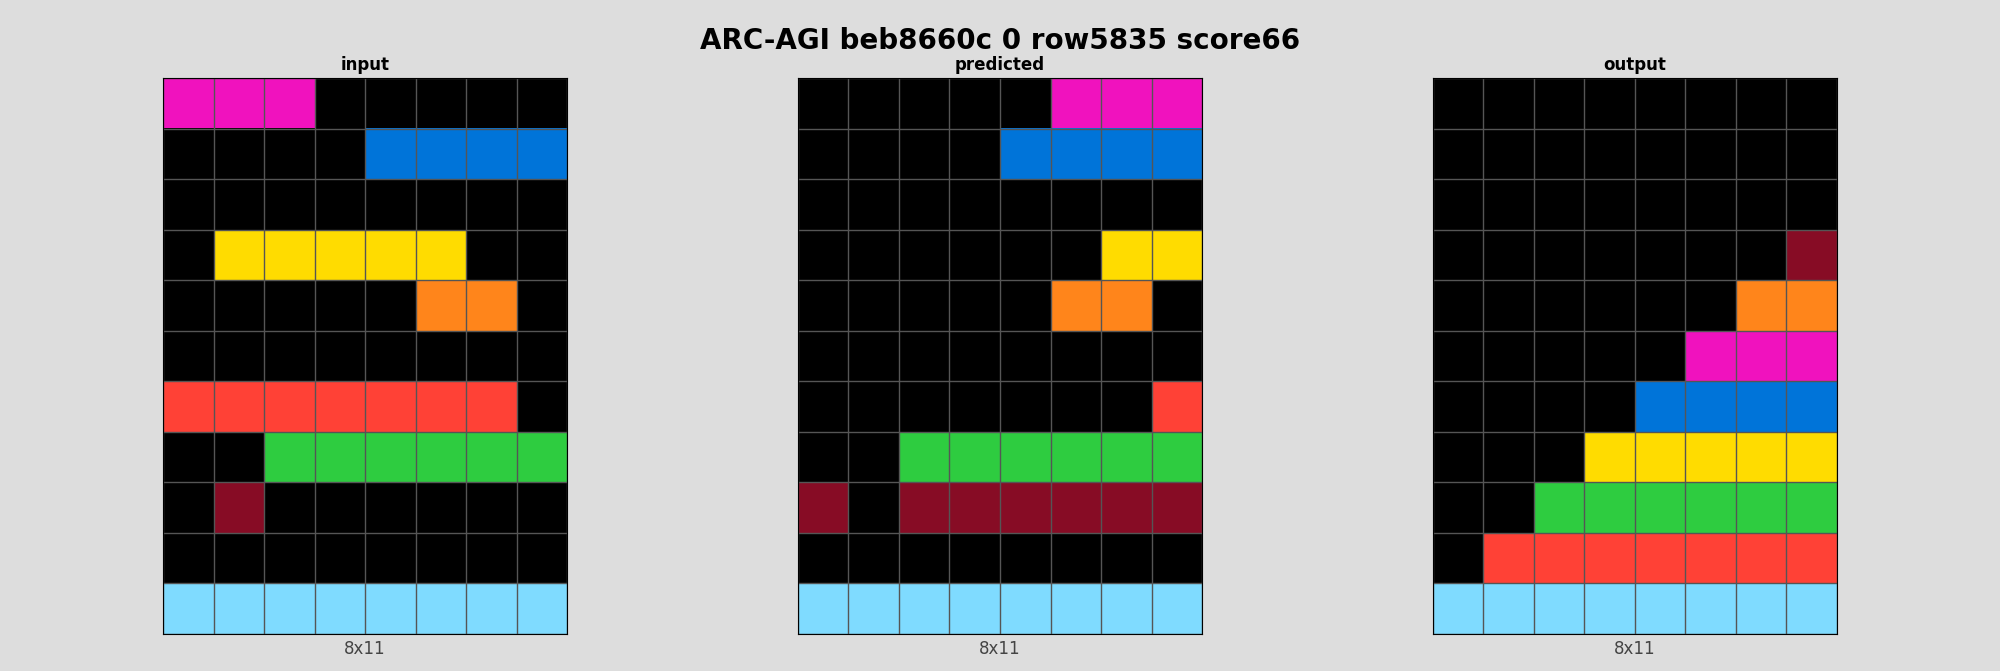 ARC-AGI beb8660c 0 row5835 score66
input
predicted
output
8x11
8x11
8x11